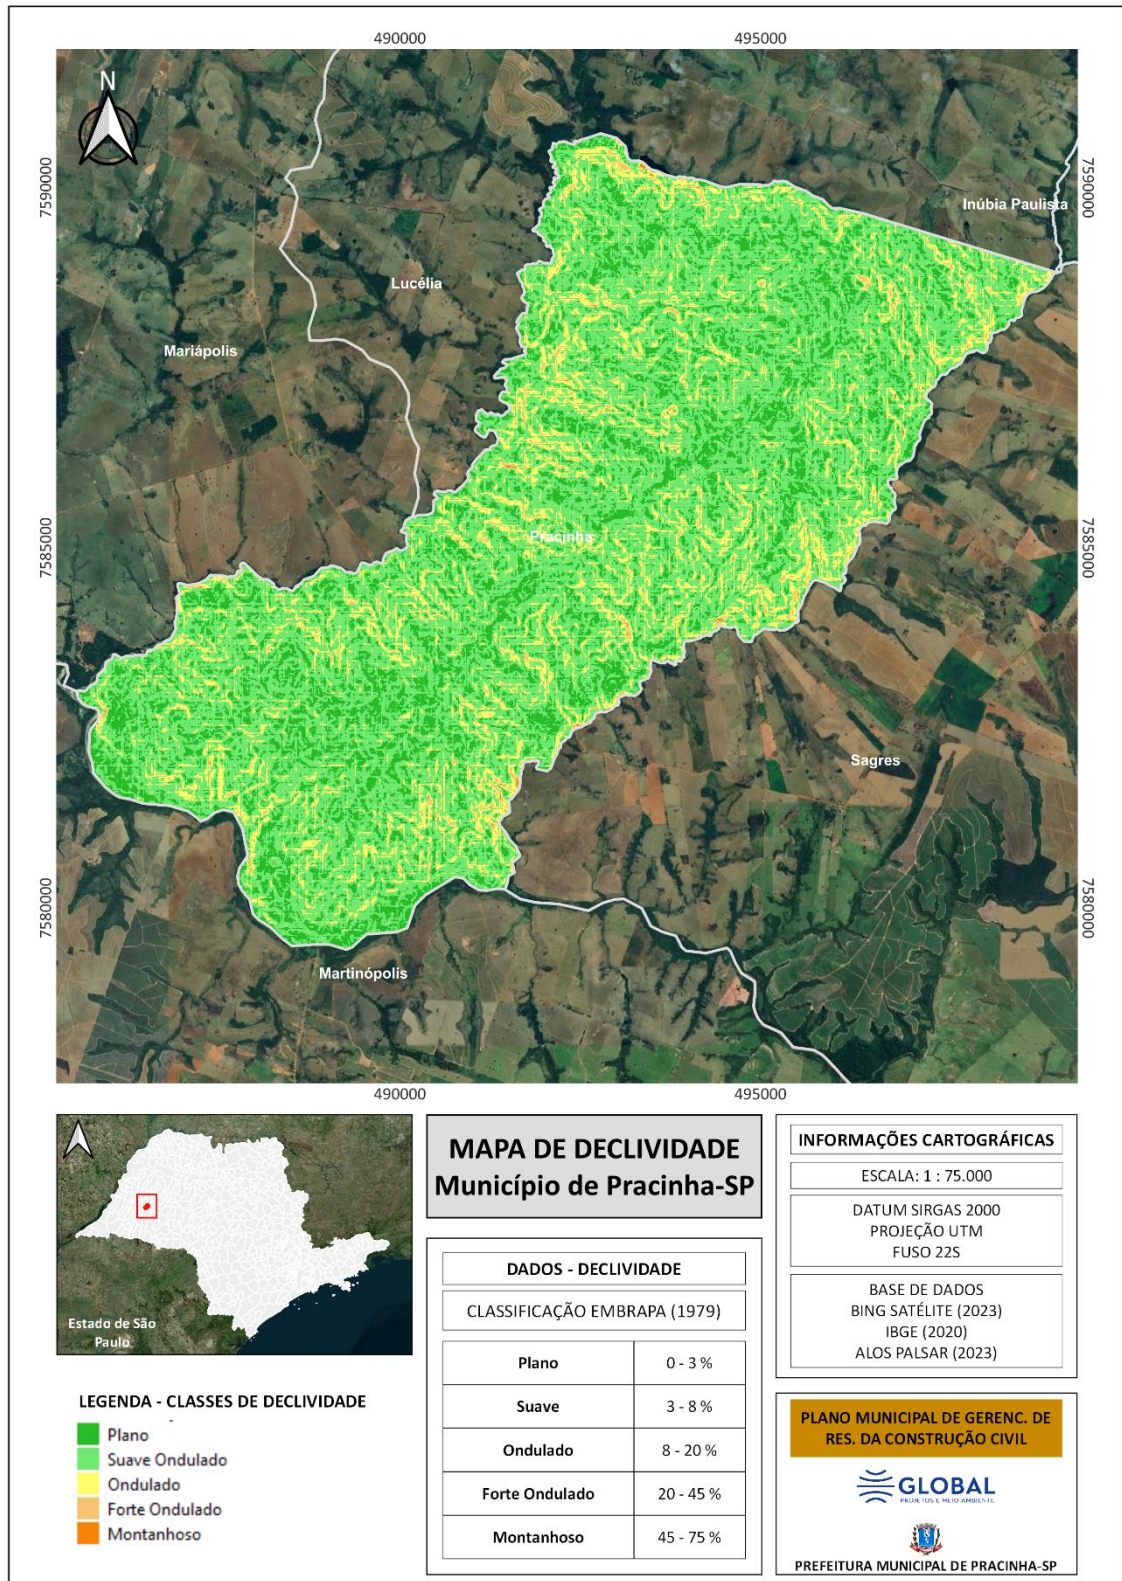 490000
495000
N
7590000
7590000
Inúbia Paulista
Lucélia
Mariápolis
7585000
7585000
Pracinha
Sagres
7580000
7580000
Martinópolis
490000
495000
Estado de São
Paulo
LEGENDA - CLASSES DE DECLIVIDADE
Plano
Suave Ondulado
Ondulado
Forte Ondulado
Montanhoso
MAPA DE DECLIVIDADE
Município de Pracinha-SP
DADOS - DECLIVIDADE
CLASSIFICAÇÃO EMBRAPA (1979)
Plano 0 - 3 %
Suave 3 - 8 %
Ondulado 8 - 20 %
Forte Ondulado 20 - 45 %
Montanhoso 45 - 75 %
INFORMAÇÕES CARTOGRÁFICAS
ESCALA: 1 : 75.000
DATUM SIRGAS 2000
PROJEÇÃO UTM
FUSO 22S
BASE DE DADOS
BING SATÉLITE (2023)
IBGE (2020)
ALOS PALSAR (2023)
PLANO MUNICIPAL DE GERENC. DE
RES. DA CONSTRUÇÃO CIVIL
GLOBAL
PROJETOS E MEIO AMBIENTE
PREFEITURA MUNICIPAL DE PRACINHA-SP